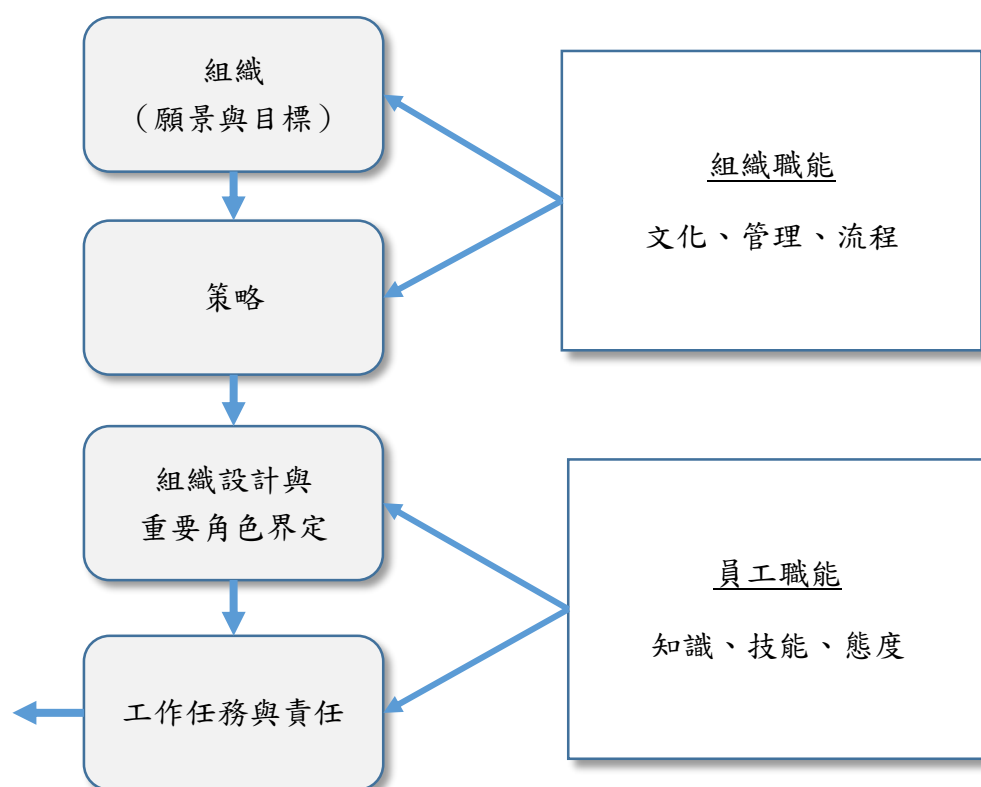 組織
（願景與目標）
策略
組織設計與
重要角色界定
工作任務與責任
組織職能
文化、管理、流程
員工職能
知識、技能、態度